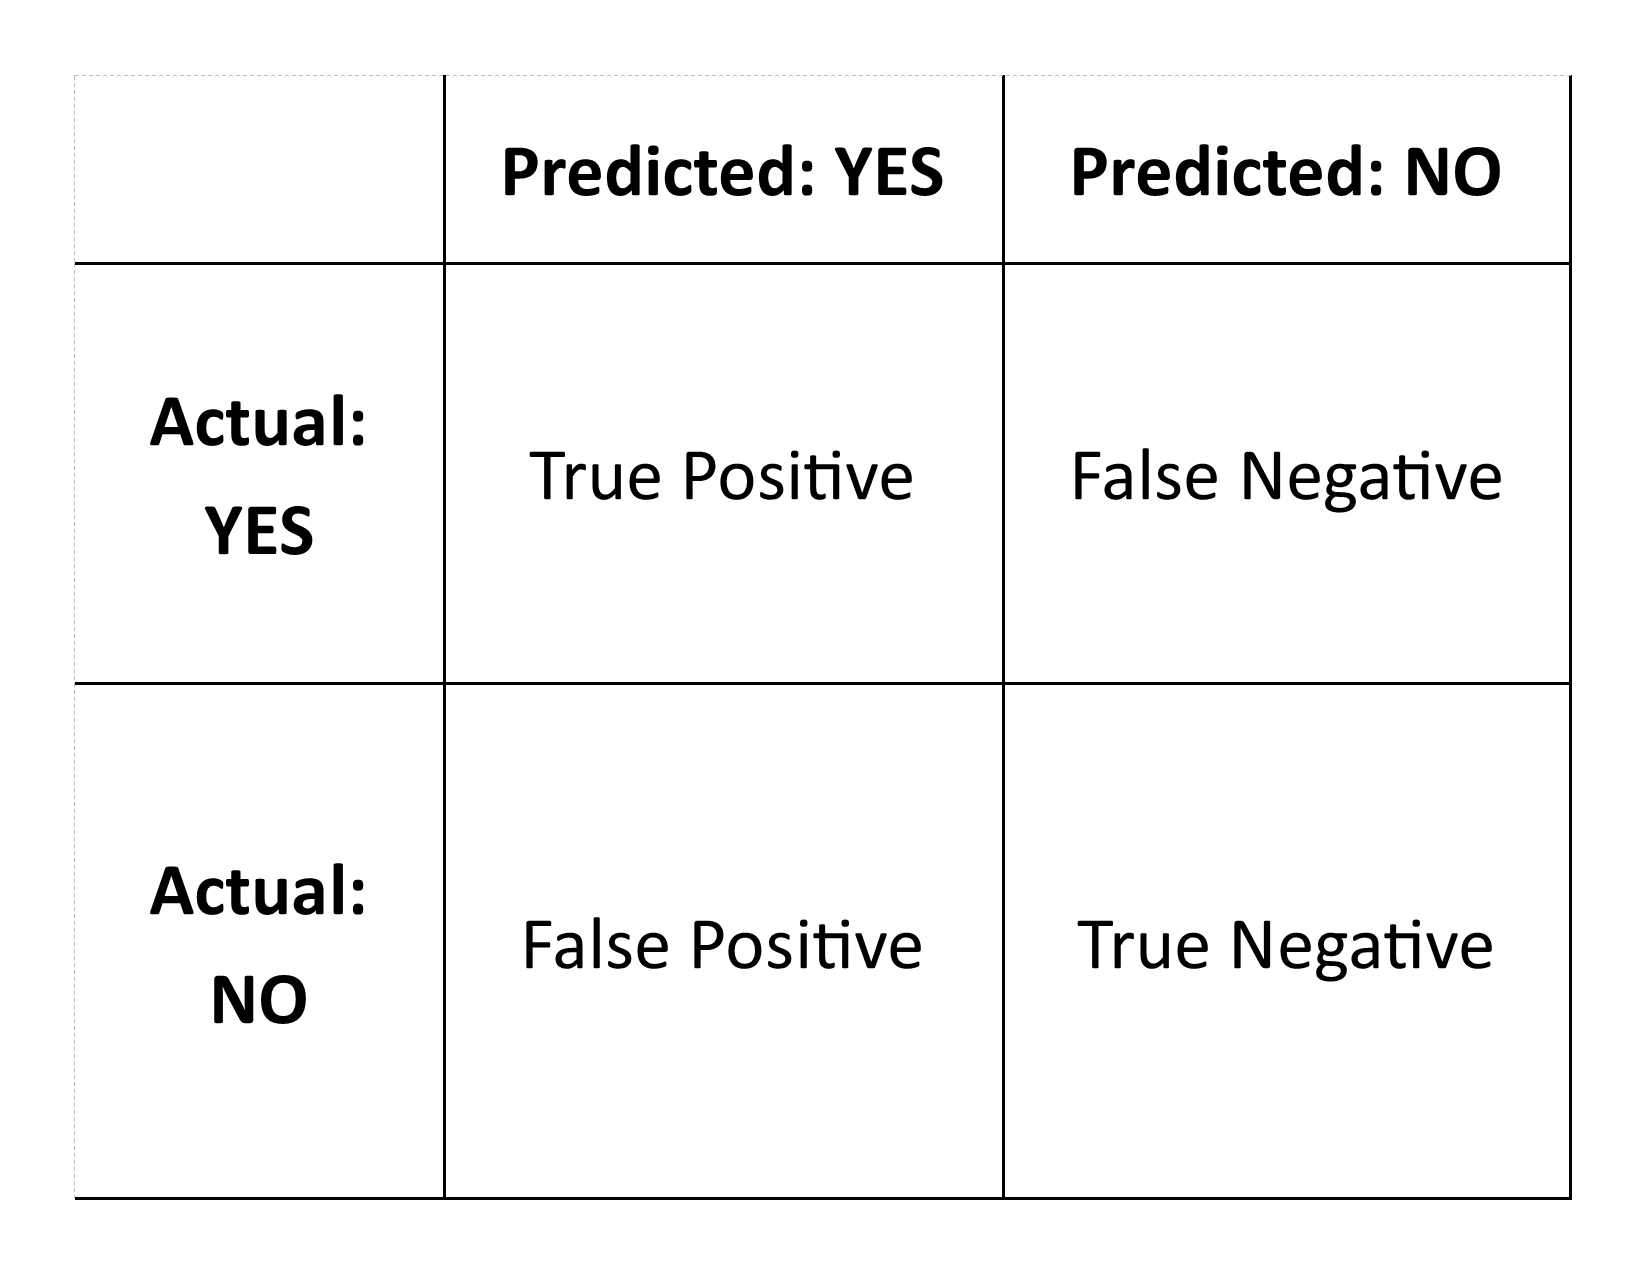 Predicted: YES
Predicted: NO
Actual:
YES
True Positive
False Negative
Actual:
NO
False Positive
True Negative